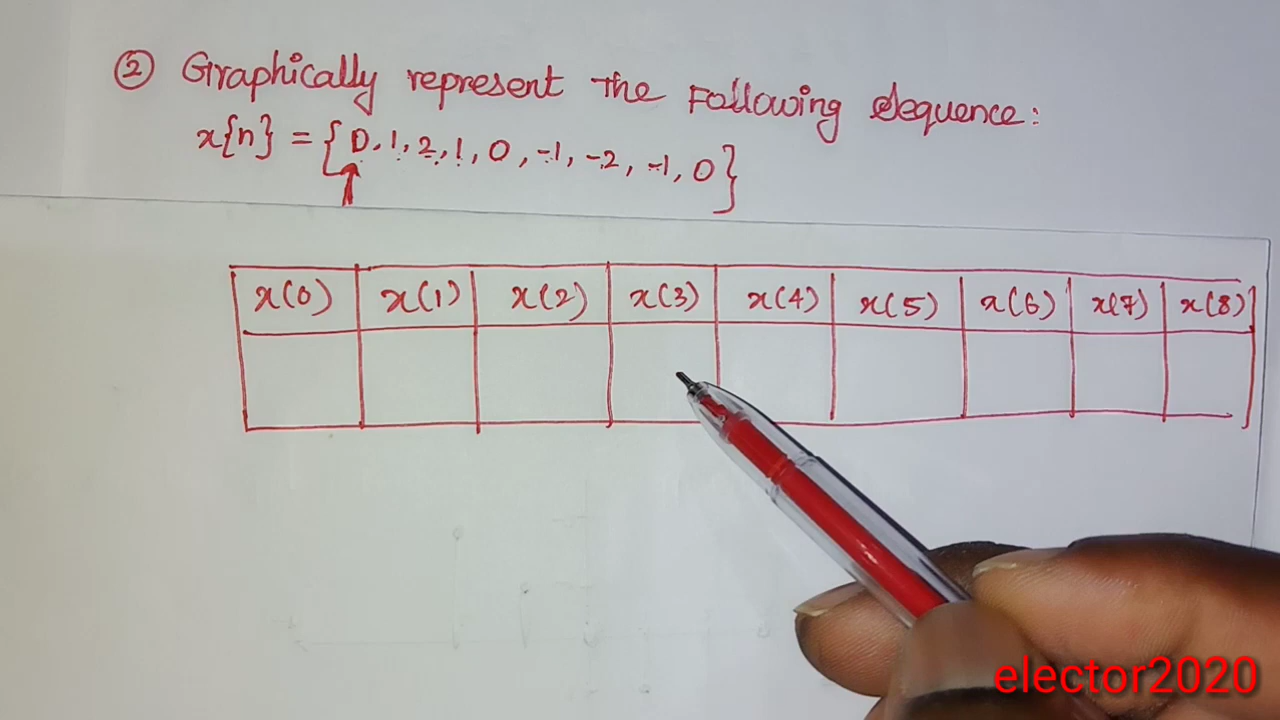 ② Graphically represent the Following Sequence:
x{n} = {0, 1, 2, 1, 0, -1, -2, -1, 0}
↑
x(0) x(1) x(2) x(3) x(4) x(5) x(6) x(7) x(8)
elector2020